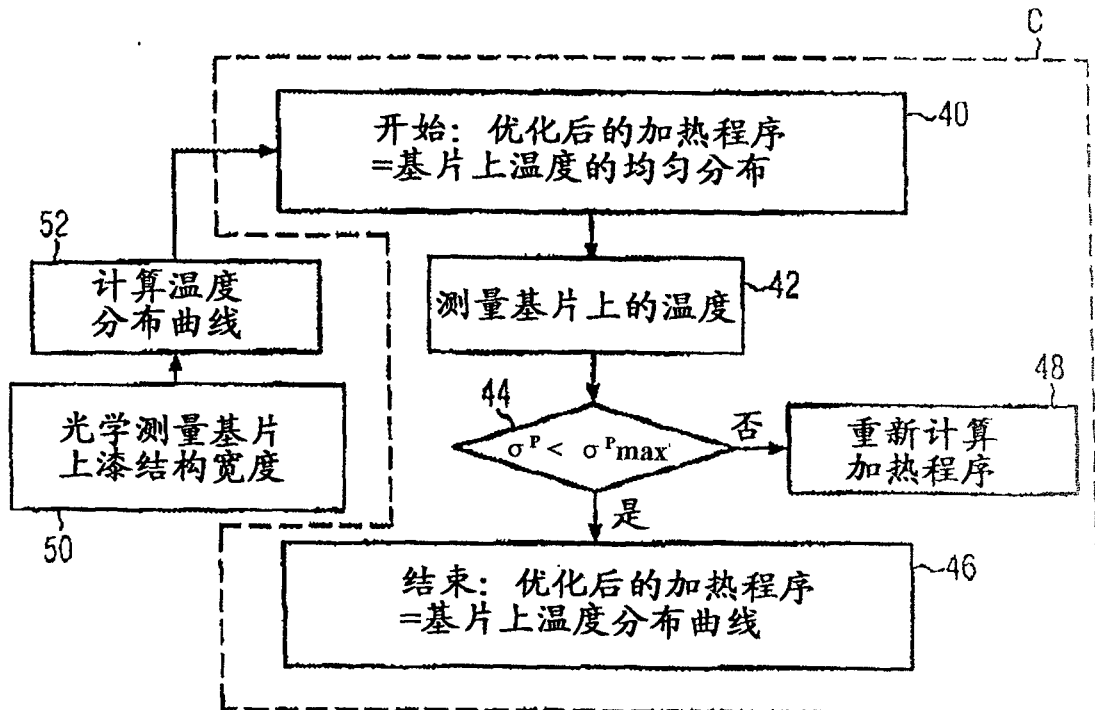 C
开始: 优化后的加热程序
=基片上温度的均匀分布
40
52
计算温度
分布曲线
测量基片上的温度
42
光学测量基片
上漆结构宽度
50
44
σᴾ < σᴾmax
否
48
重新计算
加热程序
是
结束: 优化后的加热程序
=基片上温度分布曲线
46